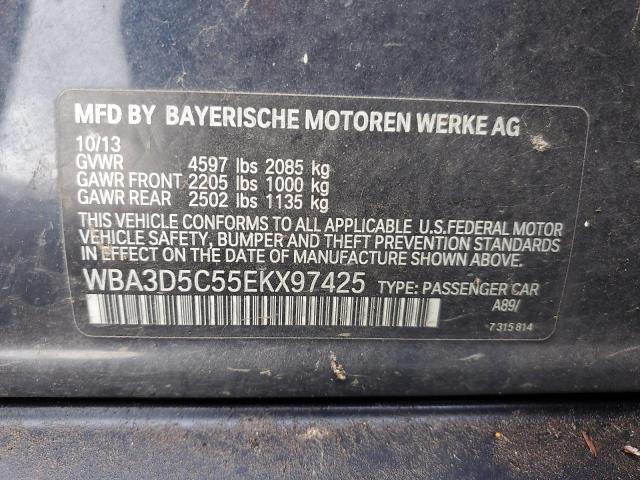 MFD BY BAYERISCHE MOTOREN WERKE AG
10/13
GVWR 4597 lbs 2085 kg
GAWR FRONT 2205 lbs 1000 kg
GAWR REAR 2502 lbs 1135 kg
THIS VEHICLE CONFORMS TO ALL APPLICABLE U.S.FEDERAL MOTOR
VEHICLE SAFETY, BUMPER AND THEFT PREVENTION STANDARDS
IN EFFECT ON THE DATE OF MANUFACTURE SHOWN ABOVE.
WBA3D5C55EKX97425 TYPE: PASSENGER CAR
A89/
7 315 814